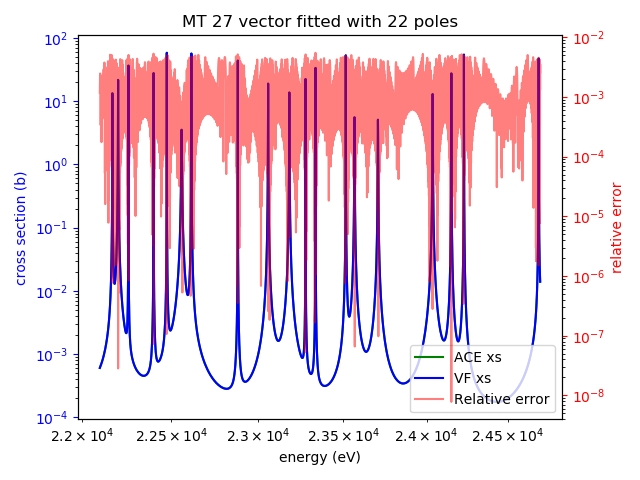 MT 27 vector fitted with 22 poles
10²
10¹
10⁰
10⁻¹
10⁻²
10⁻³
10⁻⁴
cross section (b)
10⁻²
10⁻³
10⁻⁴
10⁻⁵
10⁻⁶
10⁻⁷
10⁻⁸
relative error
ACE xs
VF xs
Relative error
2.2 × 10⁴ 2.25 × 10⁴ 2.3 × 10⁴ 2.35 × 10⁴ 2.4 × 10⁴ 2.45 × 10⁴
energy (eV)